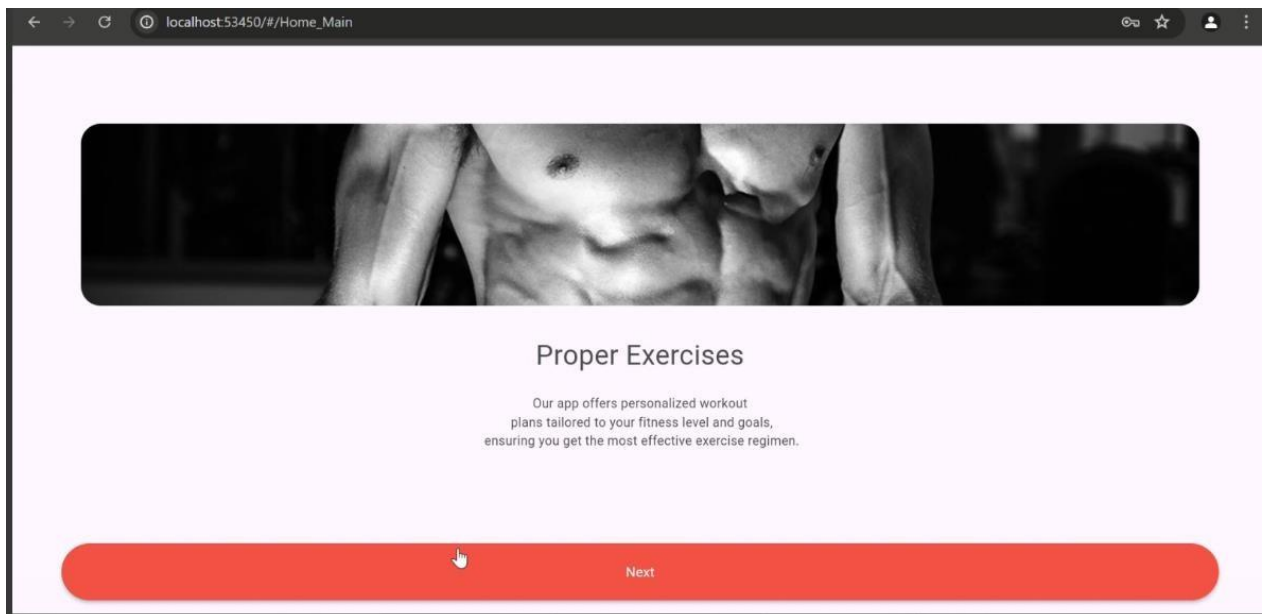 localhost:53450/#/Home_Main
Proper Exercises
Our app offers personalized workout
plans tailored to your fitness level and goals,
ensuring you get the most effective exercise regimen.
Next